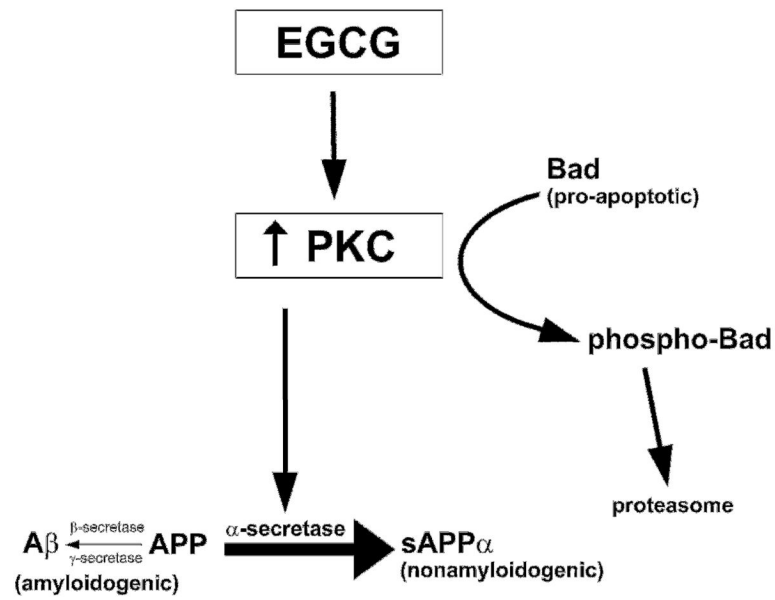 EGCG
Bad
(pro-apoptotic)
↑ PKC
phospho-Bad
proteasome
β-secretase
α-secretase
Aβ
APP
sAPPα
γ-secretase
(amyloidogenic)
(nonamyloidogenic)